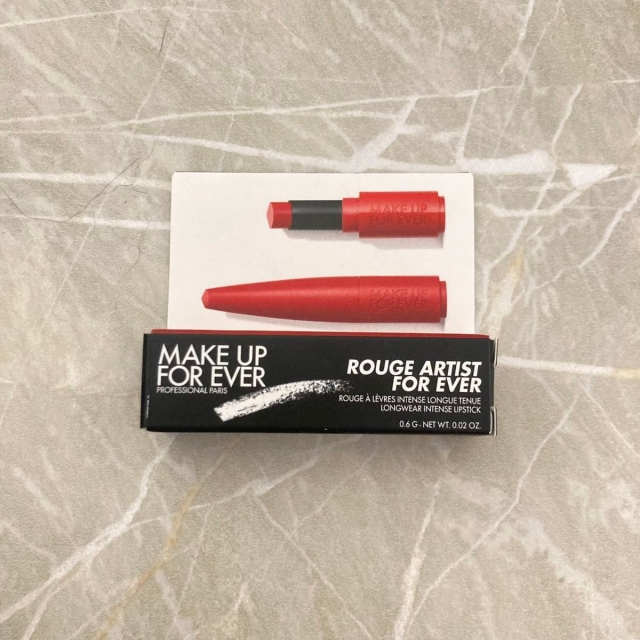 MAKE UP
FOR EVER
MAKE UP
FOR EVER
MAKE UP
FOR EVER
PROFESSIONAL PARIS
ROUGE ARTIST
FOR EVER
ROUGE À LÈVRES INTENSE LONGUE TENUE
LONGWEAR INTENSE LIPSTICK
0.6 G - NET WT. 0.02 OZ.